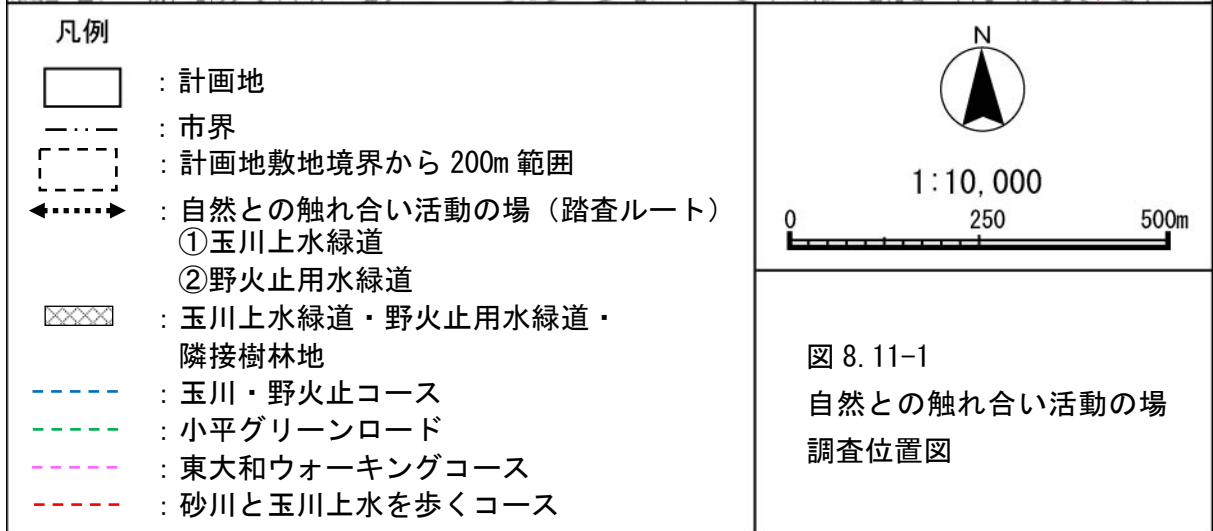 凡例
：計画地
：市界
：計画地敷地境界から 200m 範囲
：自然との触れ合い活動の場（踏査ルート）
①玉川上水緑道
②野火止用水緑道
：玉川上水緑道・野火止用水緑道・
隣接樹林地
：玉川・野火止コース
：小平グリーンロード
：東大和ウォーキングコース
：砂川と玉川上水を歩くコース
N
1:10,000
0 250 500m
図 8.11-1
自然との触れ合い活動の場
調査位置図